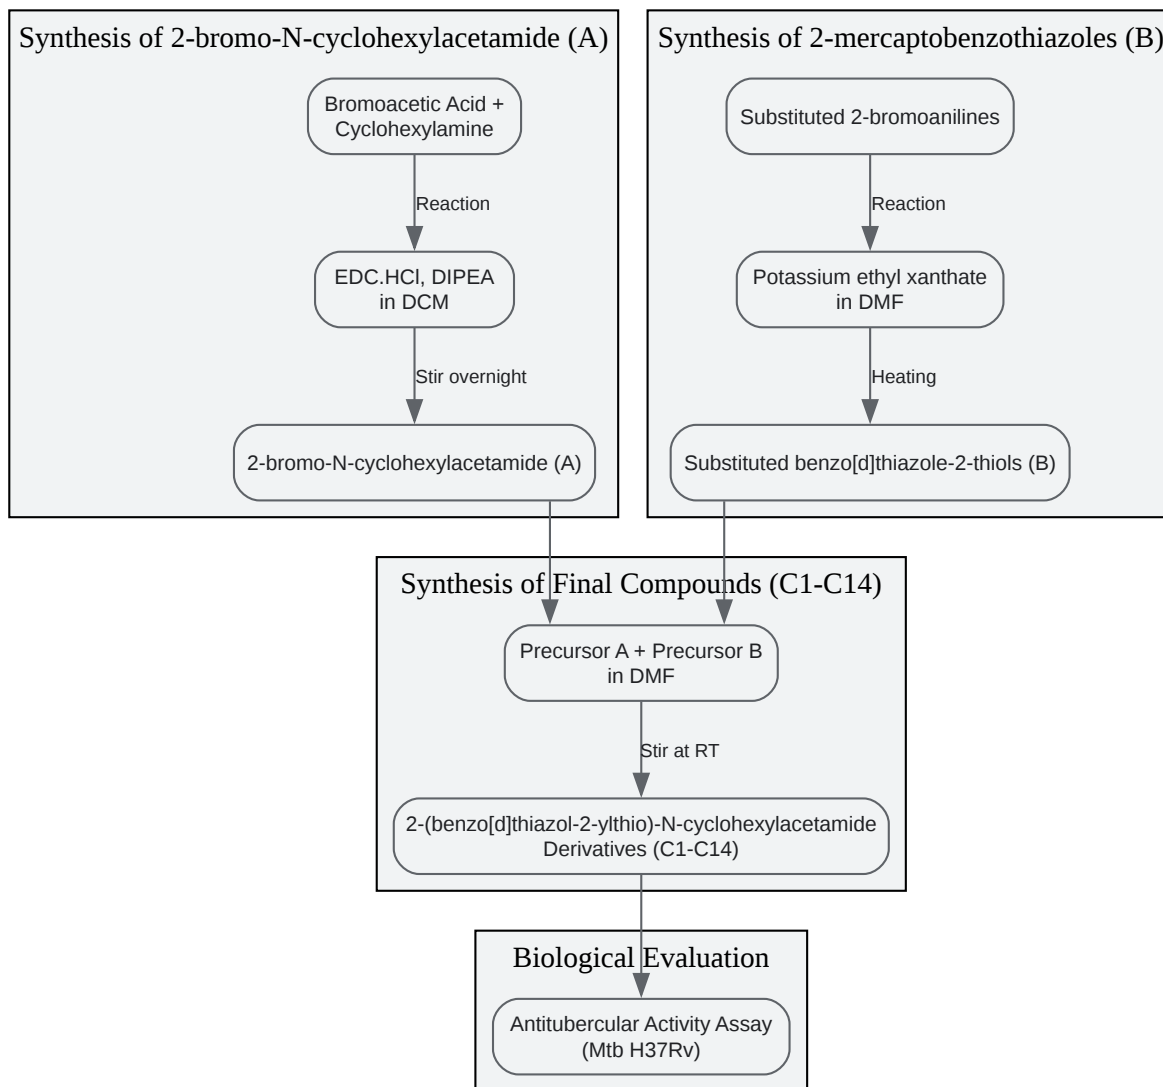 Synthesis of 2-bromo-N-cyclohexylacetamide (A)
Bromoacetic Acid +
Cyclohexylamine
Reaction
EDC.HCl, DIPEA
in DCM
Stir overnight
2-bromo-N-cyclohexylacetamide (A)
Synthesis of 2-mercaptobenzothiazoles (B)
Substituted 2-bromoanilines
Reaction
Potassium ethyl xanthate
in DMF
Heating
Substituted benzo[d]thiazole-2-thiols (B)
Synthesis of Final Compounds (C1-C14)
Precursor A + Precursor B
in DMF
Stir at RT
2-(benzo[d]thiazol-2-ylthio)-N-cyclohexylacetamide
Derivatives (C1-C14)
Biological Evaluation
Antitubercular Activity Assay
(Mtb H37Rv)